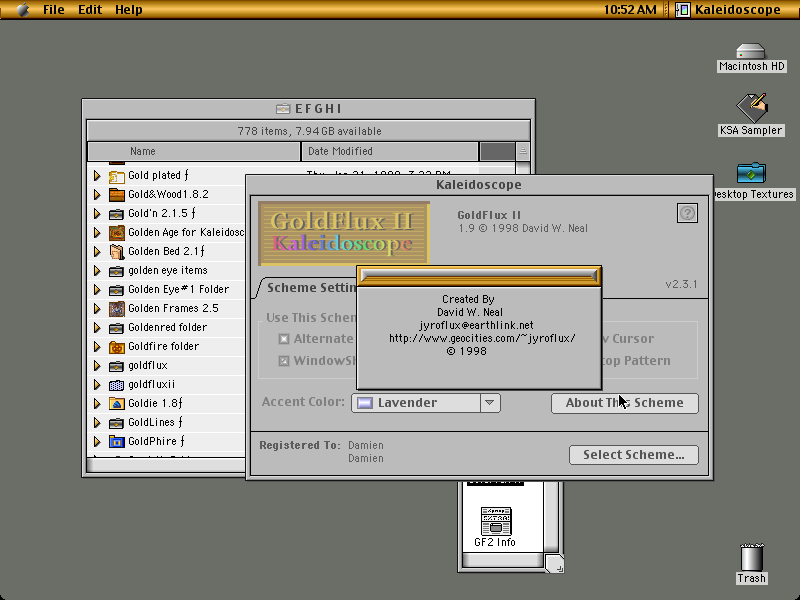 File Edit Help
10:52 AM
Kaleidoscope
Macintosh HD
KSA Sampler
esktop Textures
Trash
EFGHI
778 items, 7.94 GB available
Name
Date Modified
Gold plated ƒ
Gold&Wood1.8.2
Gold'n 2.1.5 ƒ
Golden Age for Kaleidosc
Golden Bed 2.1ƒ
golden eye items
Golden Eye#1 Folder
Golden Frames 2.5
Goldenred folder
Goldfire folder
goldflux
goldfluxii
Goldie 1.8ƒ
GoldLines ƒ
GoldPhire ƒ
Kaleidoscope
GoldFlux II
Kaleidoscope
GoldFlux II
1.9 © 1998 David W. Neal
?
v2.3.1
Scheme Settin
Use This Schem
Alternate
WindowSh
v Cursor
top Pattern
Created By
David W. Neal
jyroflux@earthlink.net
http://www.geocities.com/~jyroflux/
© 1998
Accent Color:
Lavender
About This Scheme
Registered To: Damien
Damien
Select Scheme...
GF2 Info